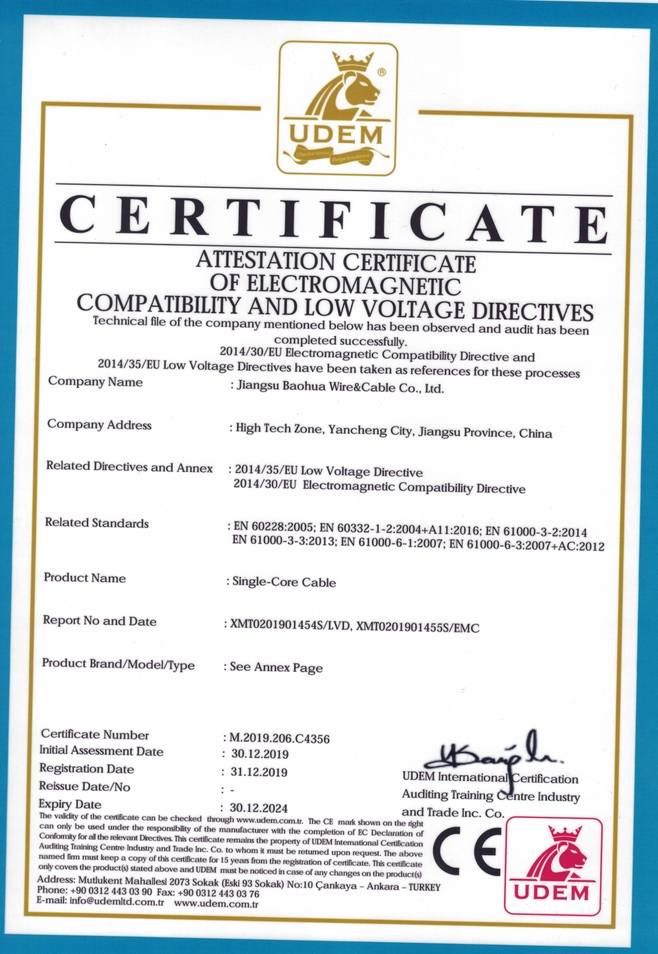 ®
UDEM
CERTIFICATE
ATTESTATION CERTIFICATE
OF ELECTROMAGNETIC
COMPATIBILITY AND LOW VOLTAGE DIRECTIVES
Technical file of the company mentioned below has been observed and audit has been
completed successfully.
2014/30/EU Electromagnetic Compatibility Directive and
2014/35/EU Low Voltage Directives have been taken as references for these processes
Company Name : Jiangsu Baohua Wire&Cable Co., Ltd.
Company Address : High Tech Zone, Yancheng City, Jiangsu Province, China
Related Directives and Annex : 2014/35/EU Low Voltage Directive
2014/30/EU Electromagnetic Compatibility Directive
Related Standards : EN 60228:2005; EN 60332-1-2:2004+A11:2016; EN 61000-3-2:2014
EN 61000-3-3:2013; EN 61000-6-1:2007; EN 61000-6-3:2007+AC:2012
Product Name : Single-Core Cable
Report No and Date : XMT0201901454S/LVD, XMT0201901455S/EMC
Product Brand/Model/Type : See Annex Page
Certificate Number : M.2019.206.C4356
Initial Assessment Date : 30.12.2019
Registration Date : 31.12.2019
Reissue Date/No : -
Expiry Date : 30.12.2024
UDEM International Certification
Auditing Training Centre Industry
and Trade Inc. Co.
The validity of the certificate can be checked through www.udem.com.tr. The CE mark shown on the right
can only be used under the responsibility of the manufacturer with the completion of EC Declaration of
Conformity for all the relevant Directives. This certificate remains the property of UDEM International Certification
Auditing Training Centre Industry and Trade Inc. Co. to whom it must be returned upon request. The above
named firm must keep a copy of this certificate for 15 years from the registration of certificate. This certificate
only covers the product(s) stated above and UDEM must be noticed in case of any changes on the product(s)
Address: Mutlukent Mahallesi 2073 Sokak (Eski 93 Sokak) No:10 Çankaya – Ankara – TURKEY
Phone: +90 0312 443 03 90 Fax: +90 0312 443 03 76
E-mail: info@udemltd.com.tr www.udem.com.tr
CE
UDEM